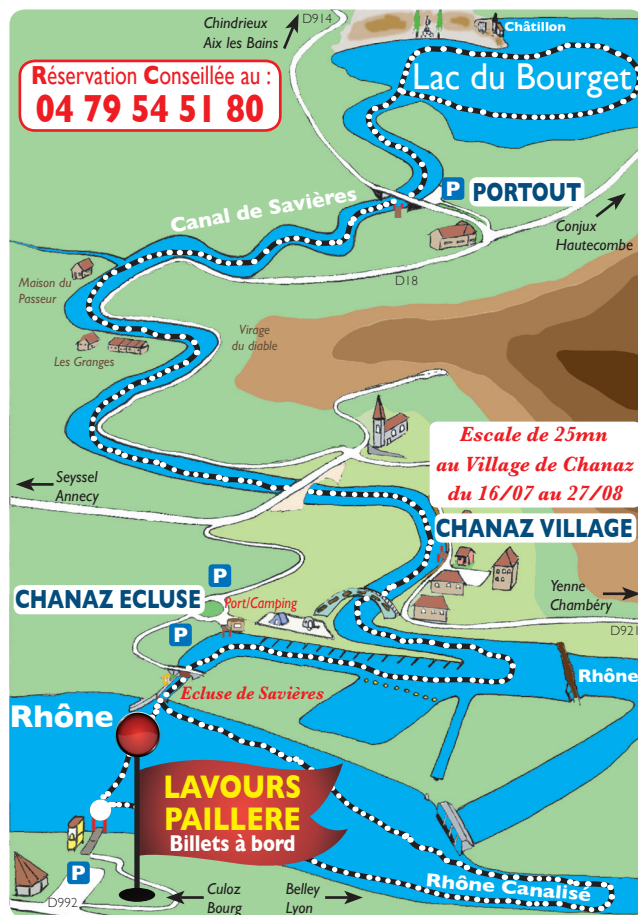 Chindrieux
Aix les Bains
D914
Châtillon
Réservation Conseillée au :
04 79 54 51 80
Lac du Bourget
P
PORTOUT
Canal de Savières
Conjux
Hautecombe
D18
Maison du
Passeur
Virage
du diable
Les Granges
Escale de 25mn
au Village de Chanaz
du 16/07 au 27/08
Seyssel
Annecy
CHANAZ VILLAGE
P
CHANAZ ECLUSE
Port/Camping
Yenne
Chambéry
P
D921
Rhône
Ecluse de Savières
Rhône
LAVOURS
PAILLERE
Billets à bord
P
Rhône Canalisé
D992
Culoz
Bourg
Belley
Lyon